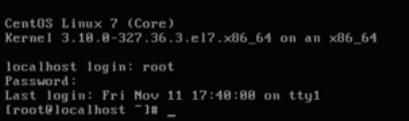 CentOS Linux 7 (Core)
Kernel 3.10.0-327.36.3.el7.x86_64 on an x86_64
localhost login: root
Password:
Last login: Fri Nov 11 17:40:00 on tty1
[root@localhost ~]# _